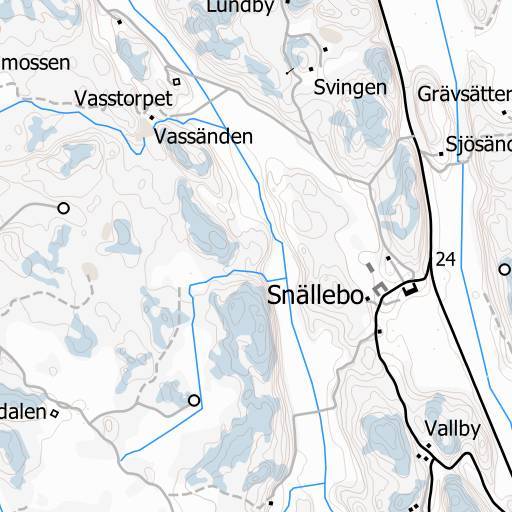 Lundby
mossen
Svingen
Vasstorpet
Grävsätter
Vassänden
Sjösänd
24
Snällebo
dalen
Vallby